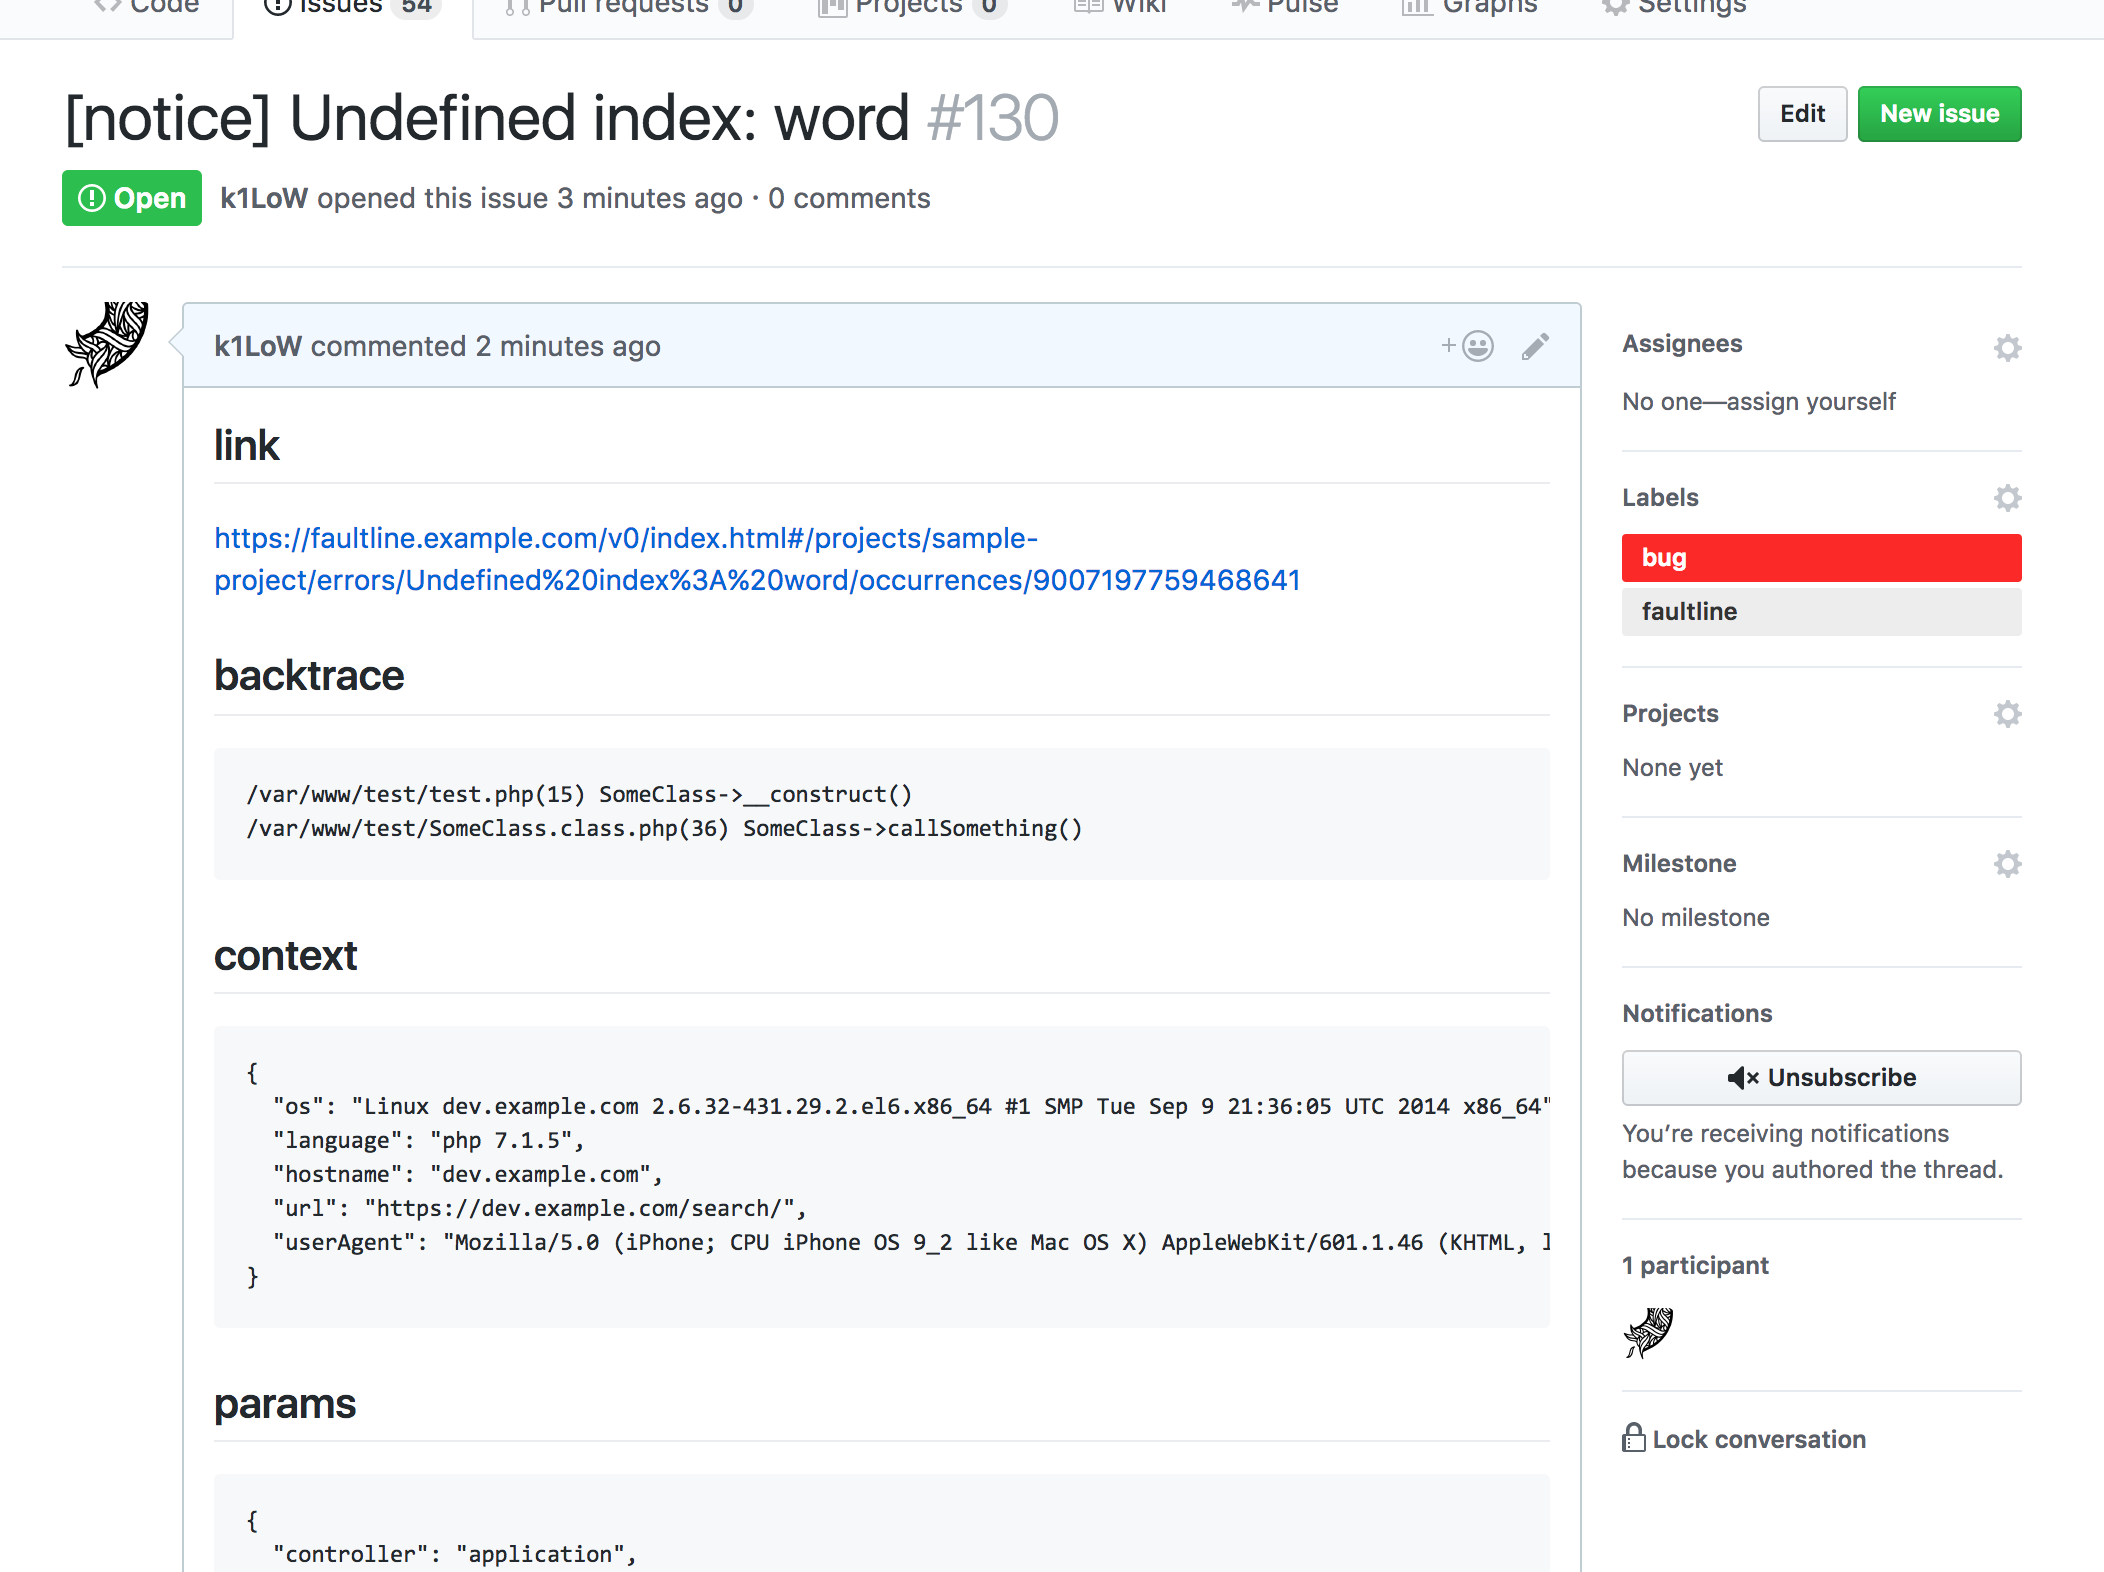 Code Issues 54 Pull requests 0 Projects 0 Wiki Pulse Graphs Settings
[notice] Undefined index: word #130
Edit New issue
Open k1LoW opened this issue 3 minutes ago · 0 comments
k1LoW commented 2 minutes ago
link
https://faultline.example.com/v0/index.html#/projects/sample-
project/errors/Undefined%20index%3A%20word/occurrences/9007197759468641
backtrace
/var/www/test/test.php(15) SomeClass->__construct()
/var/www/test/SomeClass.class.php(36) SomeClass->callSomething()
context
{
  "os": "Linux dev.example.com 2.6.32-431.29.2.el6.x86_64 #1 SMP Tue Sep 9 21:36:05 UTC 2014 x86_64"
  "language": "php 7.1.5",
  "hostname": "dev.example.com",
  "url": "https://dev.example.com/search/",
  "userAgent": "Mozilla/5.0 (iPhone; CPU iPhone OS 9_2 like Mac OS X) AppleWebKit/601.1.46 (KHTML, l
}
params
{
  "controller": "application",
Assignees
No one—assign yourself
Labels
bug
faultline
Projects
None yet
Milestone
No milestone
Notifications
Unsubscribe
You’re receiving notifications
because you authored the thread.
1 participant
Lock conversation